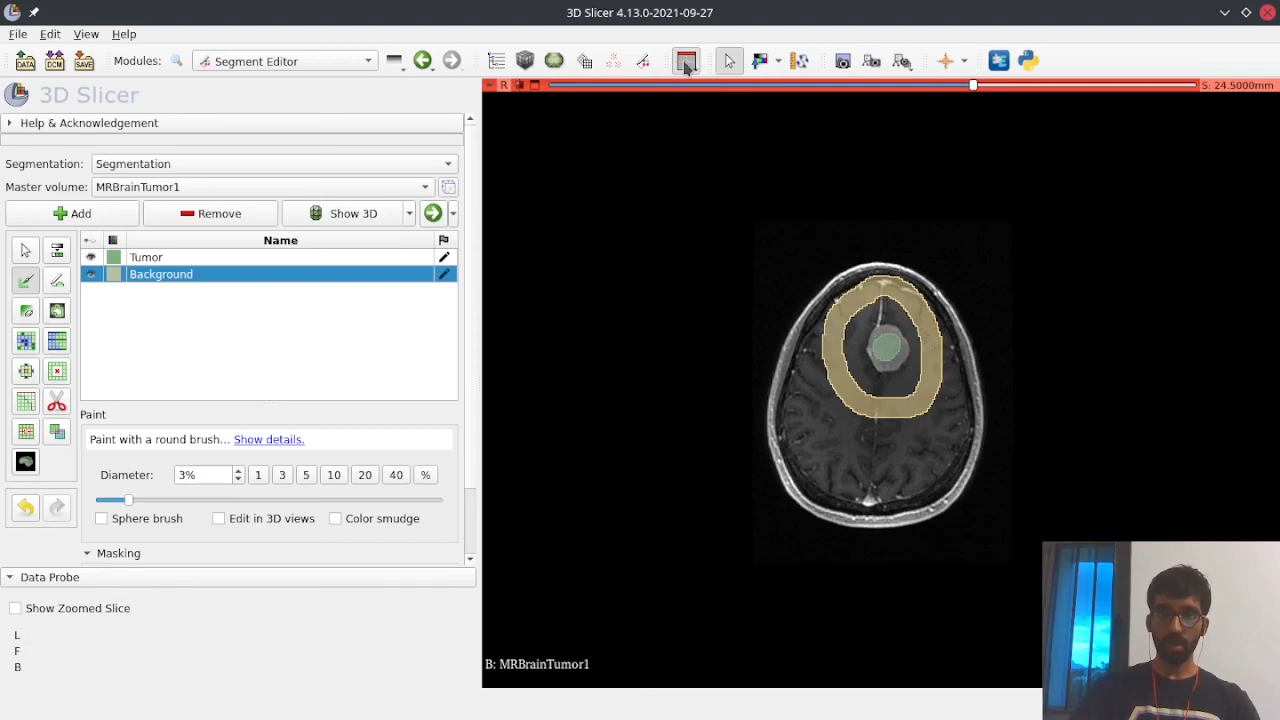 3D Slicer 4.13.0-2021-09-27
File Edit View Help
DATA DCM SAVE Modules: Segment Editor
3D Slicer
R S: 24.5000mm
Help & Acknowledgement
Segmentation: Segmentation
Master volume: MRBrainTumor1
Add Remove Show 3D
Name
Tumor
Background
Paint
Paint with a round brush... Show details.
Diameter: 3% 1 3 5 10 20 40 %
Sphere brush Edit in 3D views Color smudge
Masking
Data Probe
Show Zoomed Slice
L
F
B
B: MRBrainTumor1